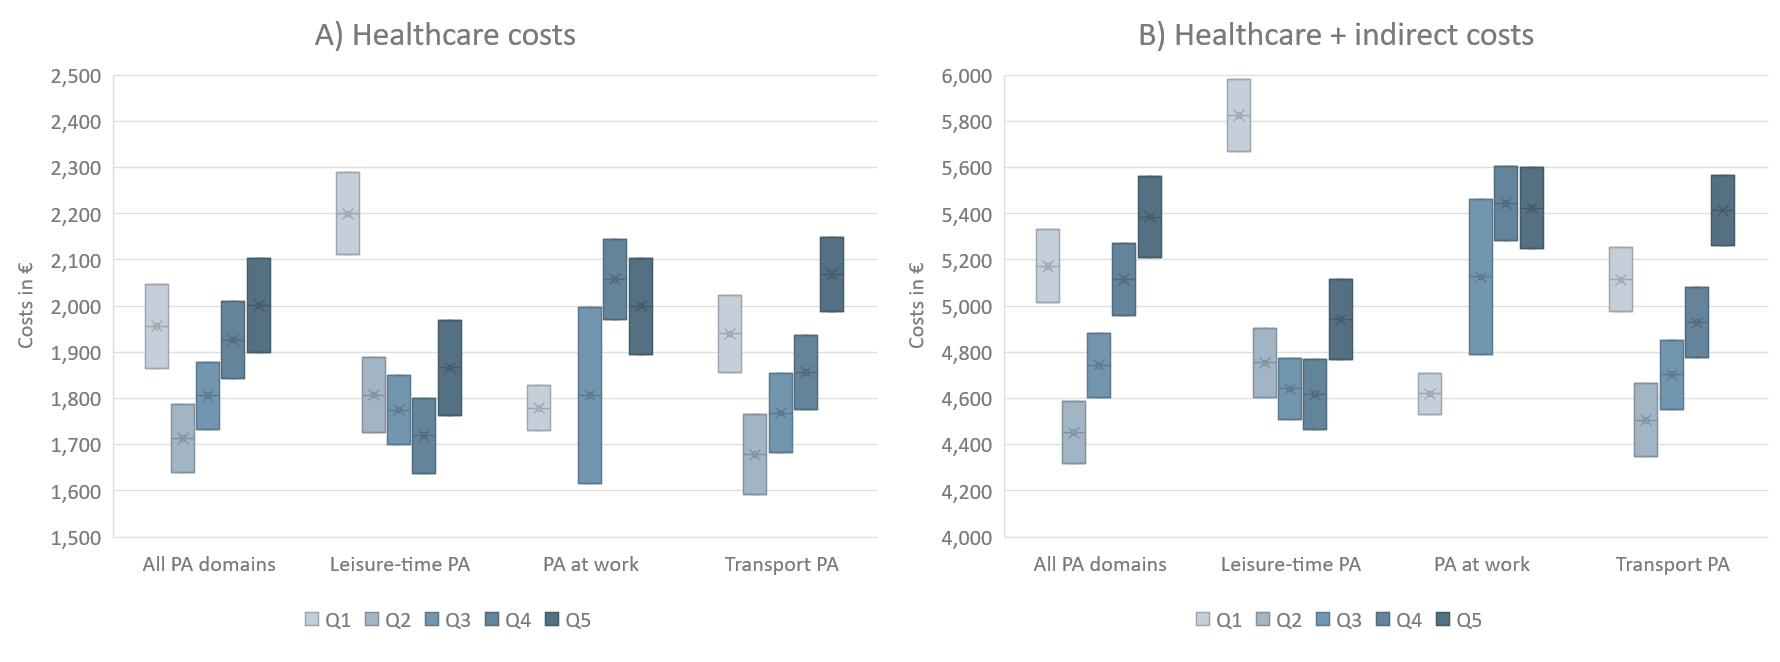 A) Healthcare costs
2,500
2,400
2,300
2,200
2,100
2,000
1,900
1,800
1,700
1,600
1,500
Costs in €
All PA domains Leisure-time PA PA at work Transport PA
Q1 Q2 Q3 Q4 Q5
B) Healthcare + indirect costs
6,000
5,800
5,600
5,400
5,200
5,000
4,800
4,600
4,400
4,200
4,000
Costs in €
All PA domains Leisure-time PA PA at work Transport PA
Q1 Q2 Q3 Q4 Q5